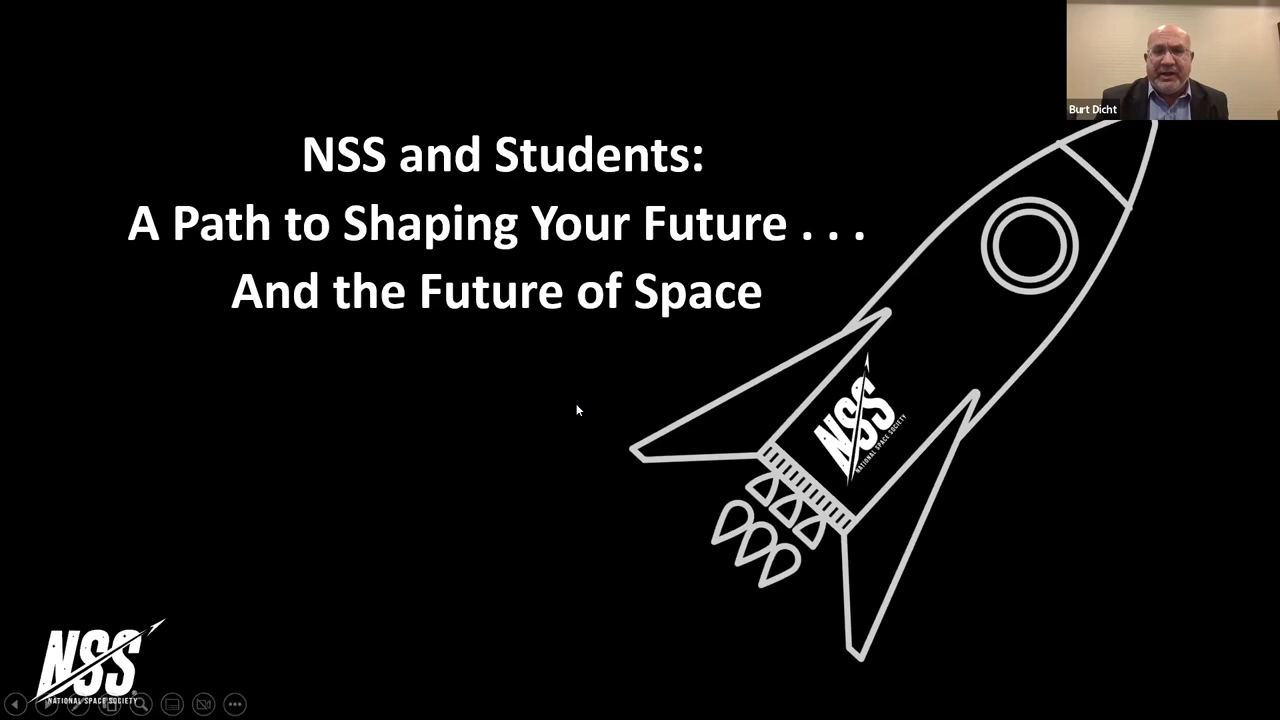 Burt Dicht
NSS and Students:
A Path to Shaping Your Future . . .
And the Future of Space
NSS
NATIONAL SPACE SOCIETY
NSS
NATIONAL SPACE SOCIETY